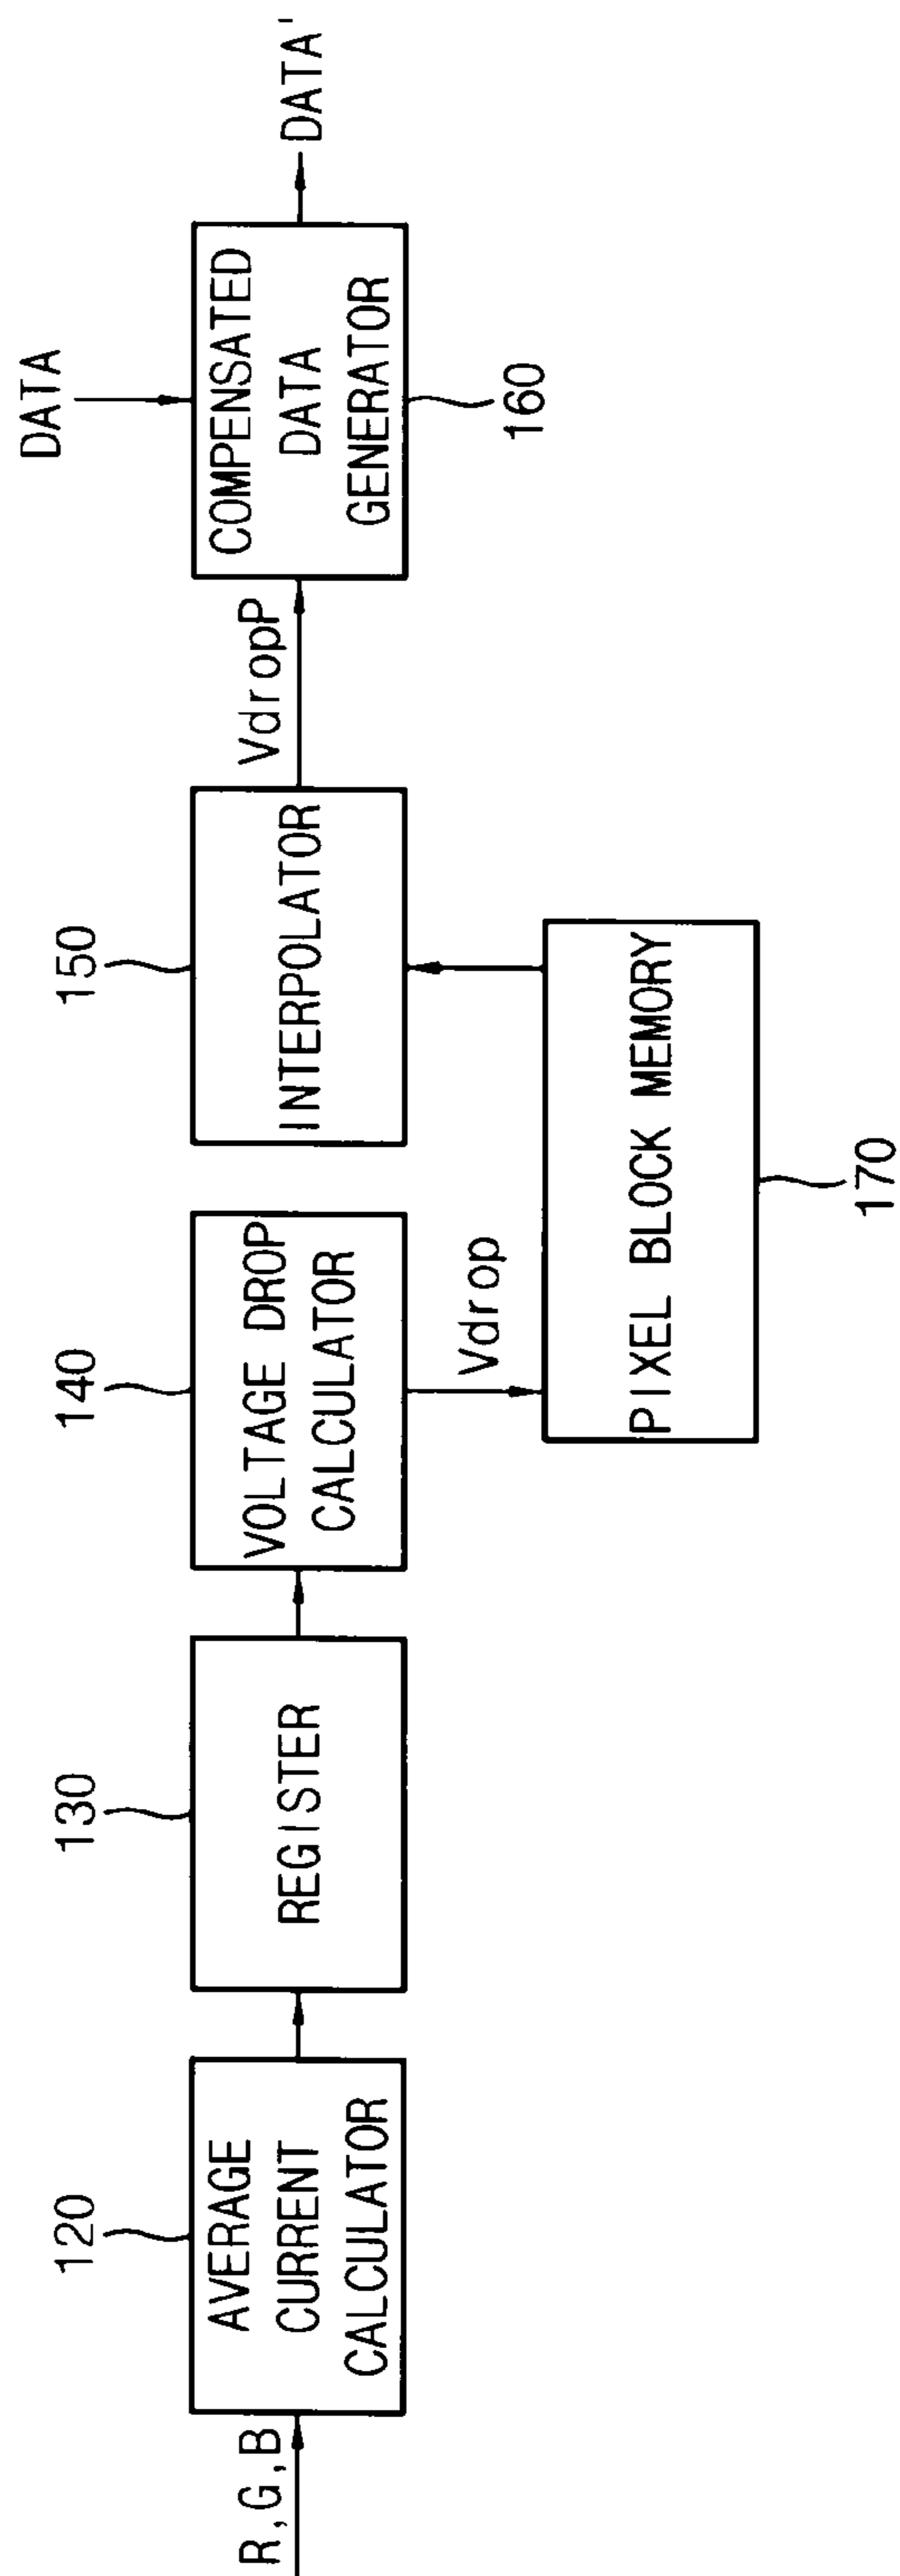 R,G,B
120
AVERAGE
CURRENT
CALCULATOR
130
REGISTER
140
VOLTAGE DROP
CALCULATOR
Vdrop
PIXEL BLOCK MEMORY
170
150
INTERPOLATOR
VdropP
DATA
COMPENSATED
DATA
GENERATOR
160
DATA'